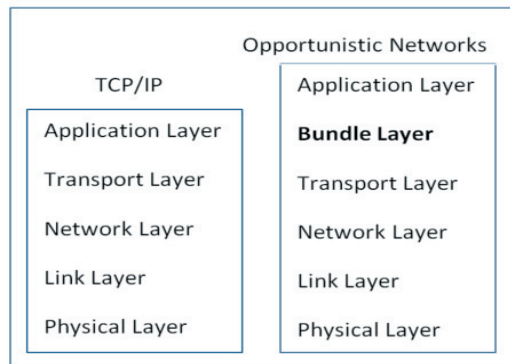 Opportunistic Networks
TCP/IP
Application Layer
Transport Layer
Network Layer
Link Layer
Physical Layer
Application Layer
Bundle Layer
Transport Layer
Network Layer
Link Layer
Physical Layer